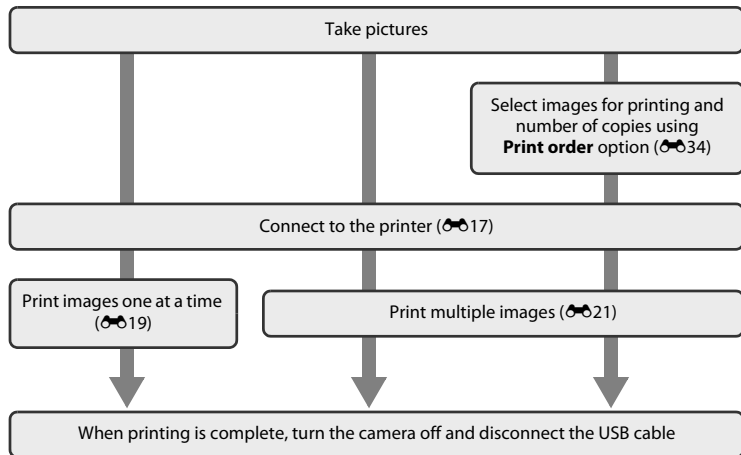 Take pictures
Select images for printing and
number of copies using
Print order option (34)
Connect to the printer (17)
Print images one at a time
(19)
Print multiple images (21)
When printing is complete, turn the camera off and disconnect the USB cable